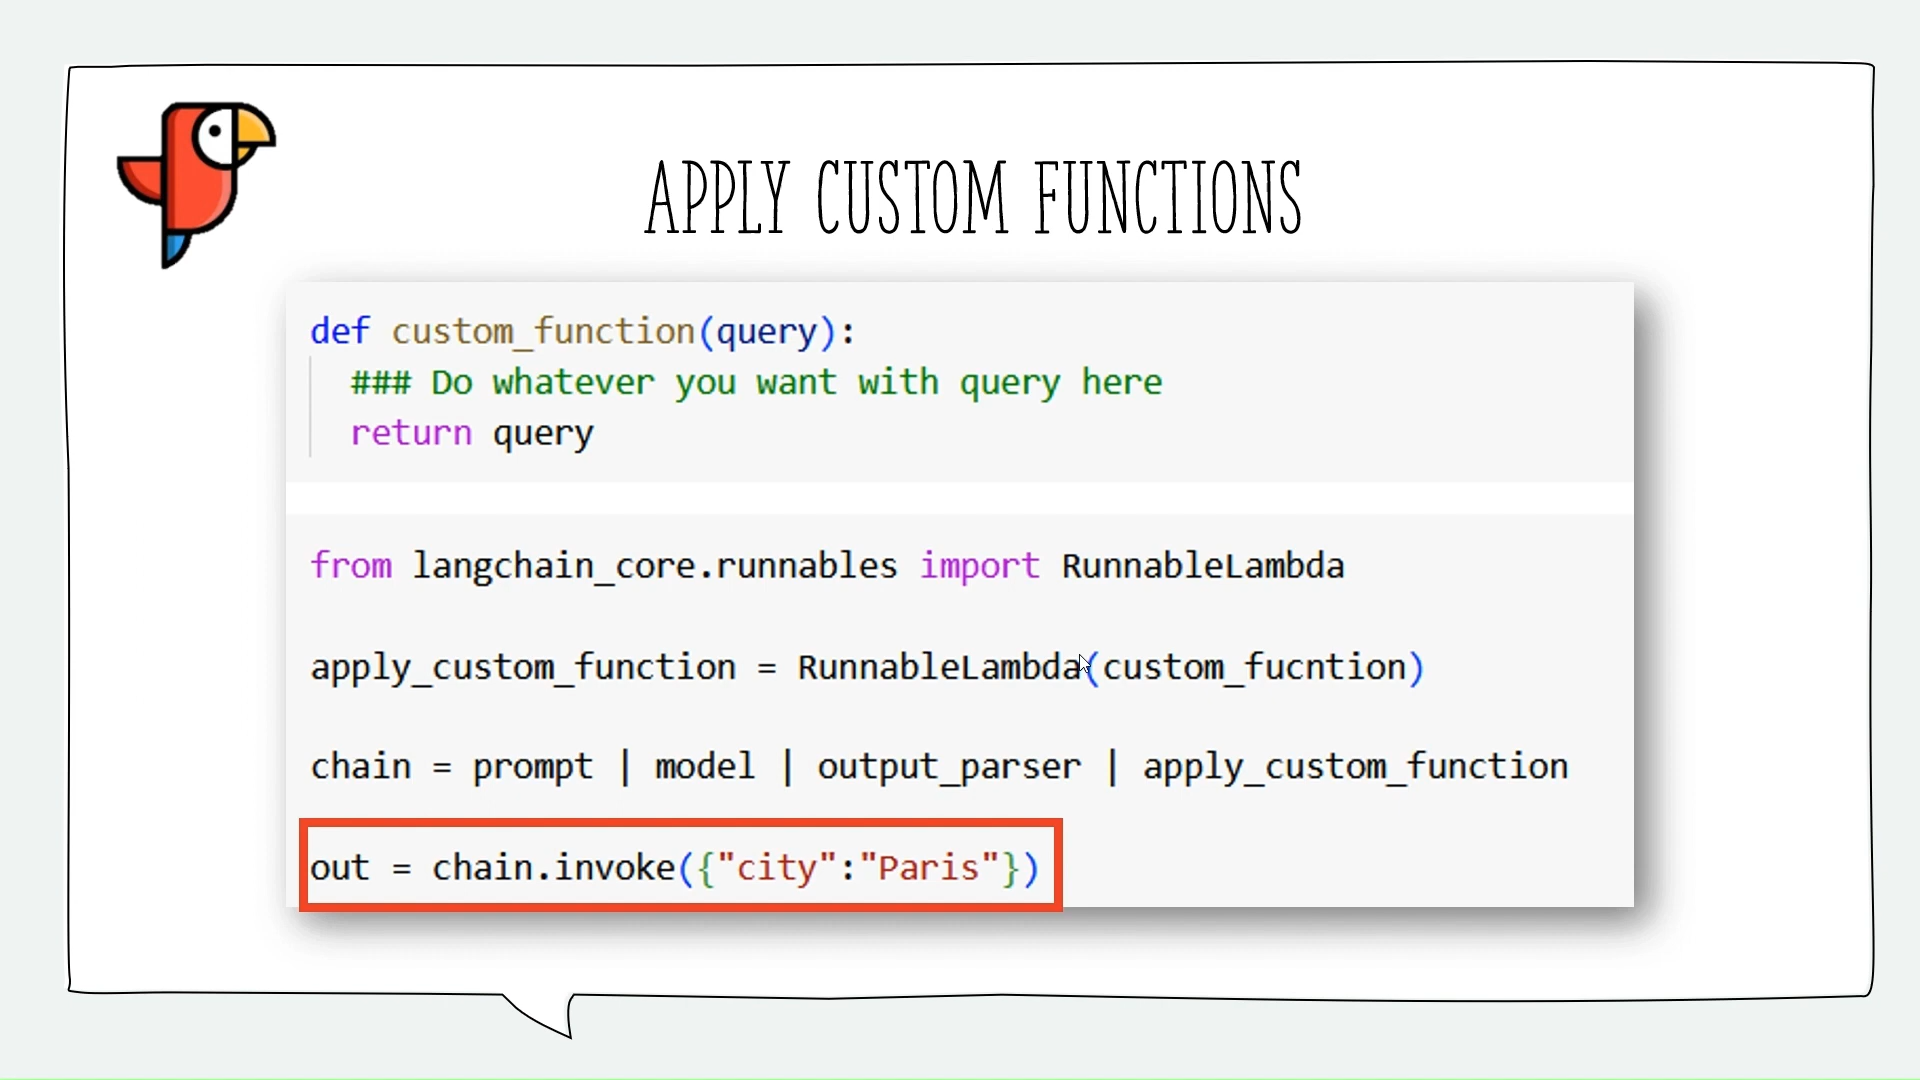 APPLY CUSTOM FUNCTIONS
def custom_function(query):
### Do whatever you want with query here
return query
from langchain_core.runnables import RunnableLambda
apply_custom_function = RunnableLambda(custom_fucntion)
chain = prompt | model | output_parser | apply_custom_function
out = chain.invoke({"city":"Paris"})